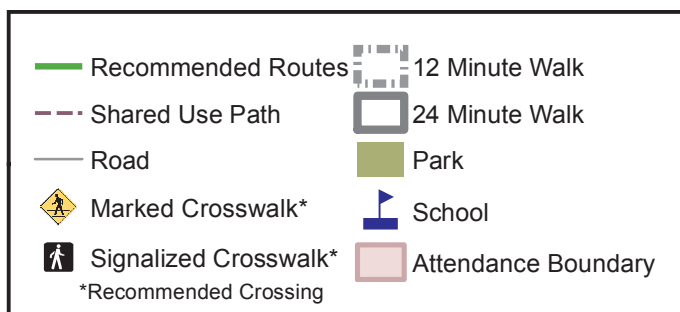 Recommended Routes
Shared Use Path
Road
Marked Crosswalk*
Signalized Crosswalk*
*Recommended Crossing
12 Minute Walk
24 Minute Walk
Park
School
Attendance Boundary